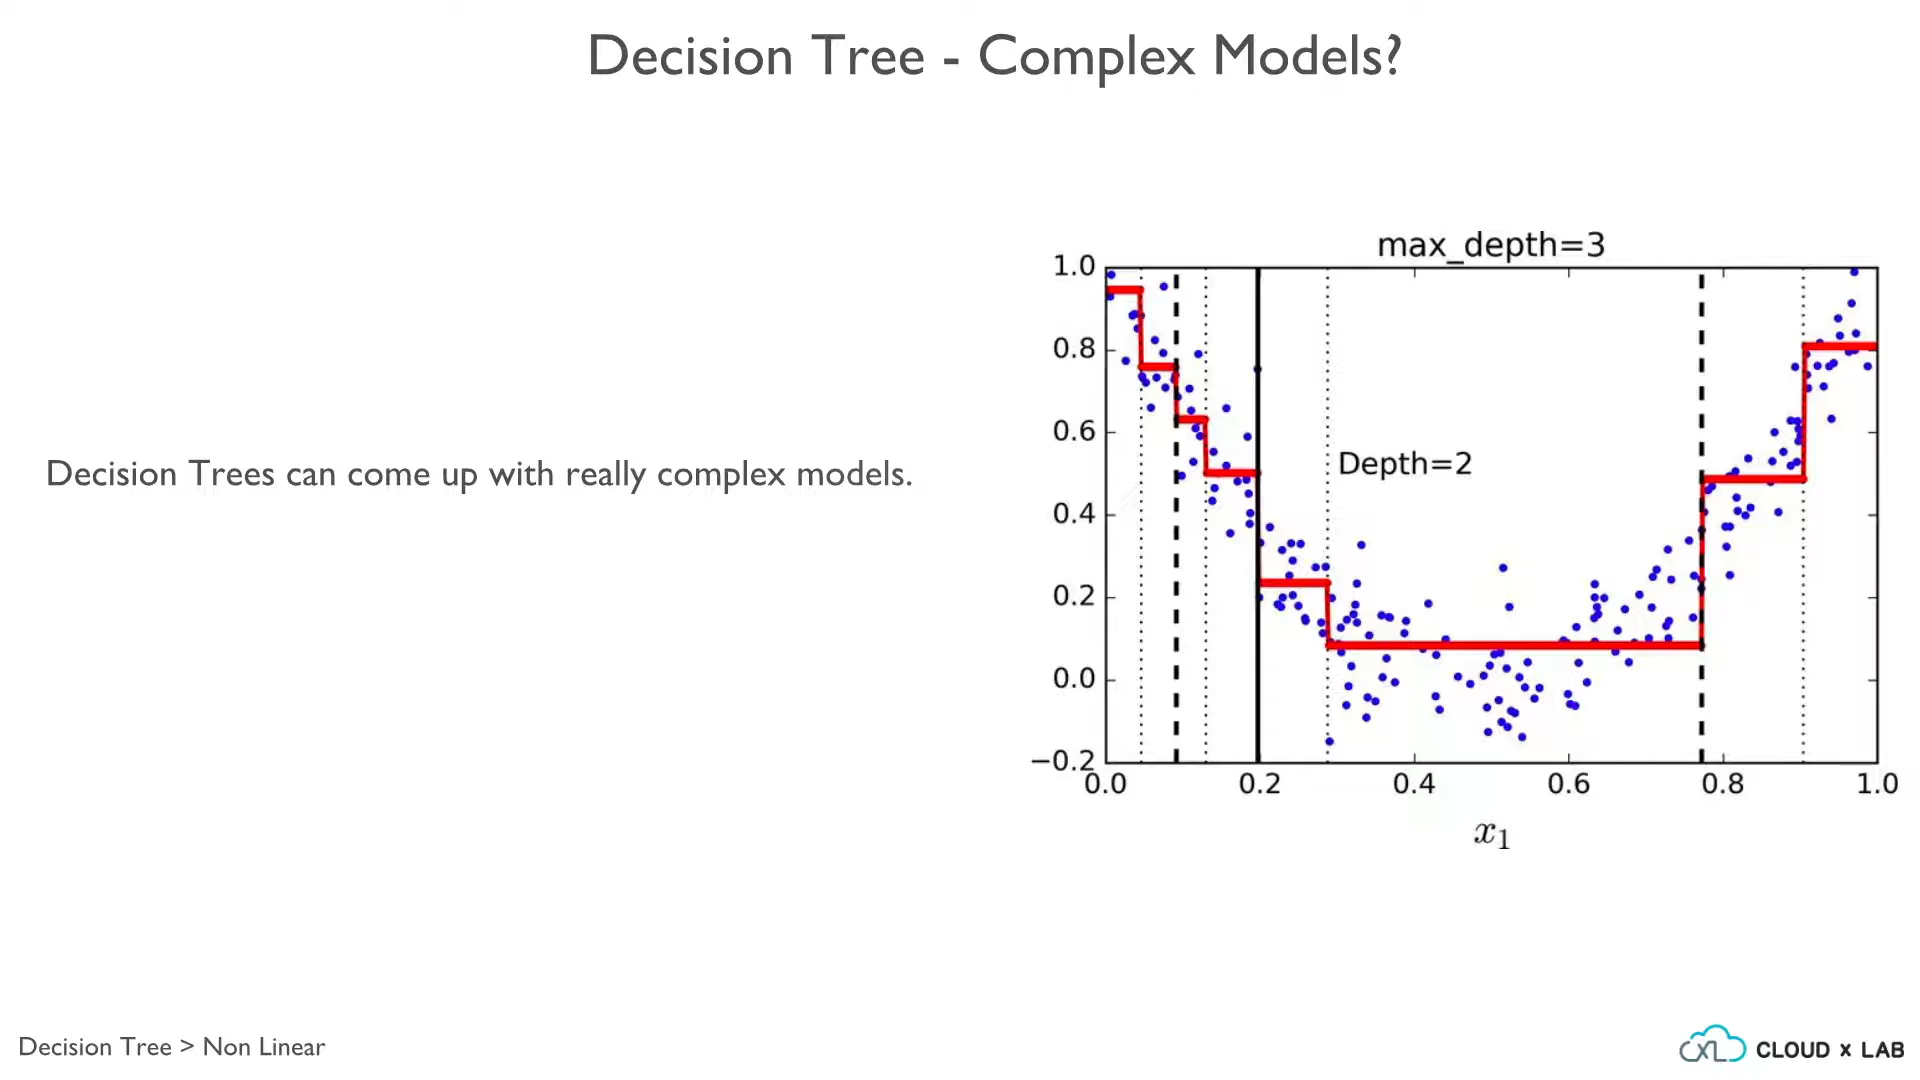 Decision Tree - Complex Models?
Decision Trees can come up with really complex models.
max_depth=3
1.0
0.8
0.6
0.4
0.2
0.0
−0.2
Depth=2
0.0 0.2 0.4 0.6 0.8 1.0
x₁
Decision Tree > Non Linear
CXL CLOUD x LAB